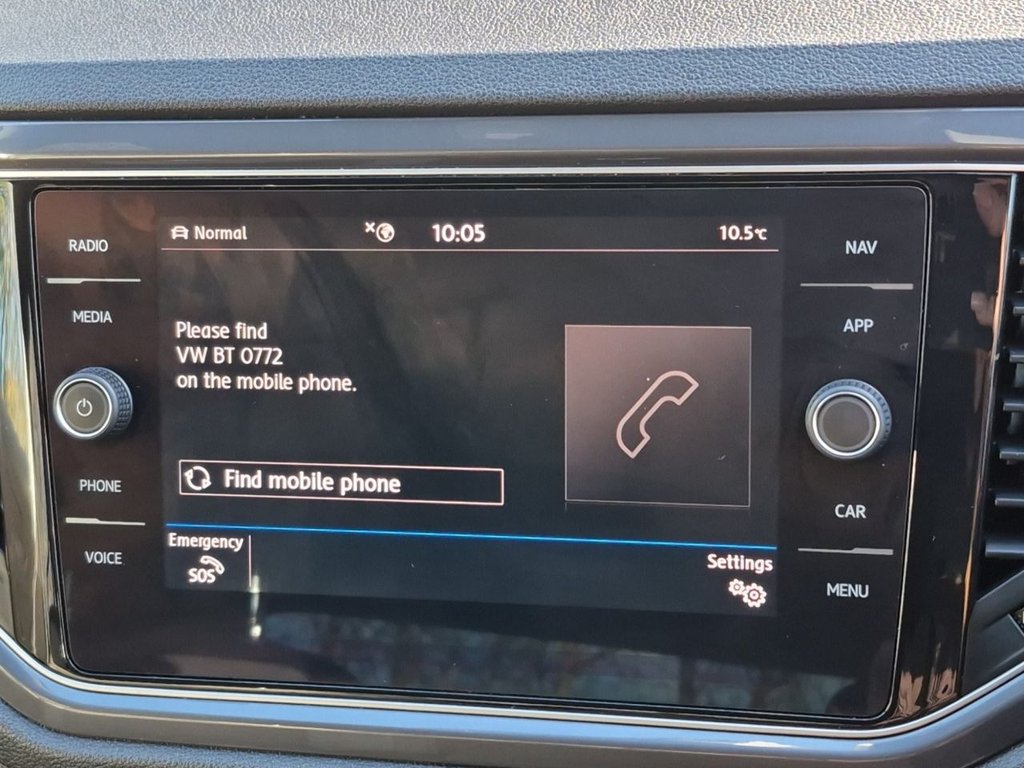 Normal
10:05
10.5°C
RADIO
MEDIA
PHONE
VOICE
Please find
VW BT 0772
on the mobile phone.
Find mobile phone
Emergency
SOS
Settings
NAV
APP
CAR
MENU